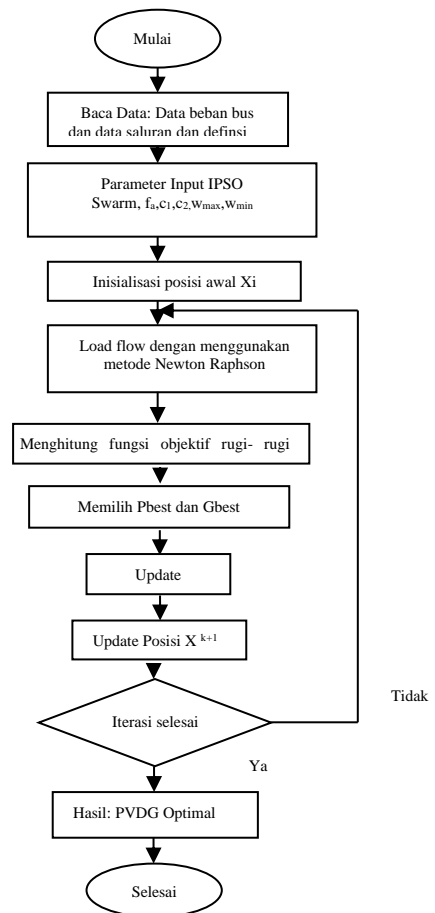 Mulai
Baca Data: Data beban bus
dan data saluran dan definsi
Parameter Input IPSO
Swarm, fa,c1,c2,wmax,wmin
Inisialisasi posisi awal Xi
Load flow dengan menggunakan
metode Newton Raphson
Menghitung fungsi objektif rugi- rugi
Memilih Pbest dan Gbest
Update
Update Posisi X k+1
Iterasi selesai
Tidak
Ya
Hasil: PVDG Optimal
Selesai